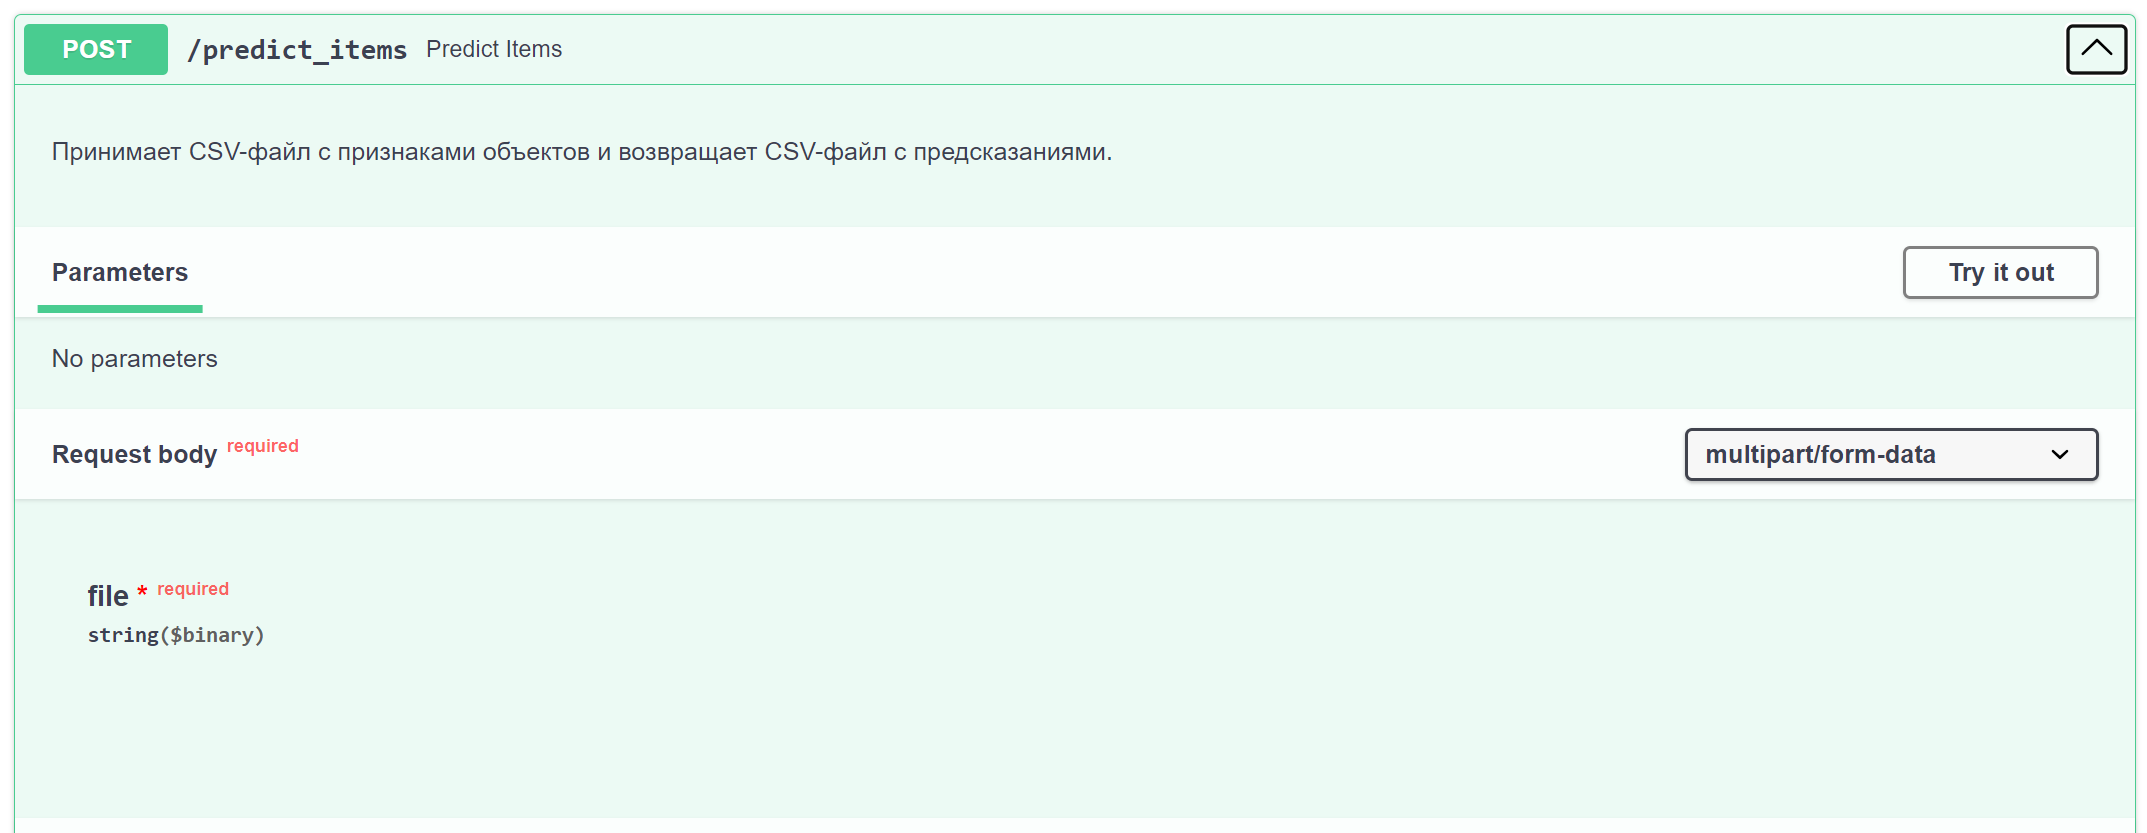 POST /predict_items Predict Items
Принимает CSV-файл с признаками объектов и возвращает CSV-файл с предсказаниями.
Parameters Try it out
No parameters
Request body required multipart/form-data
file * required
string($binary)